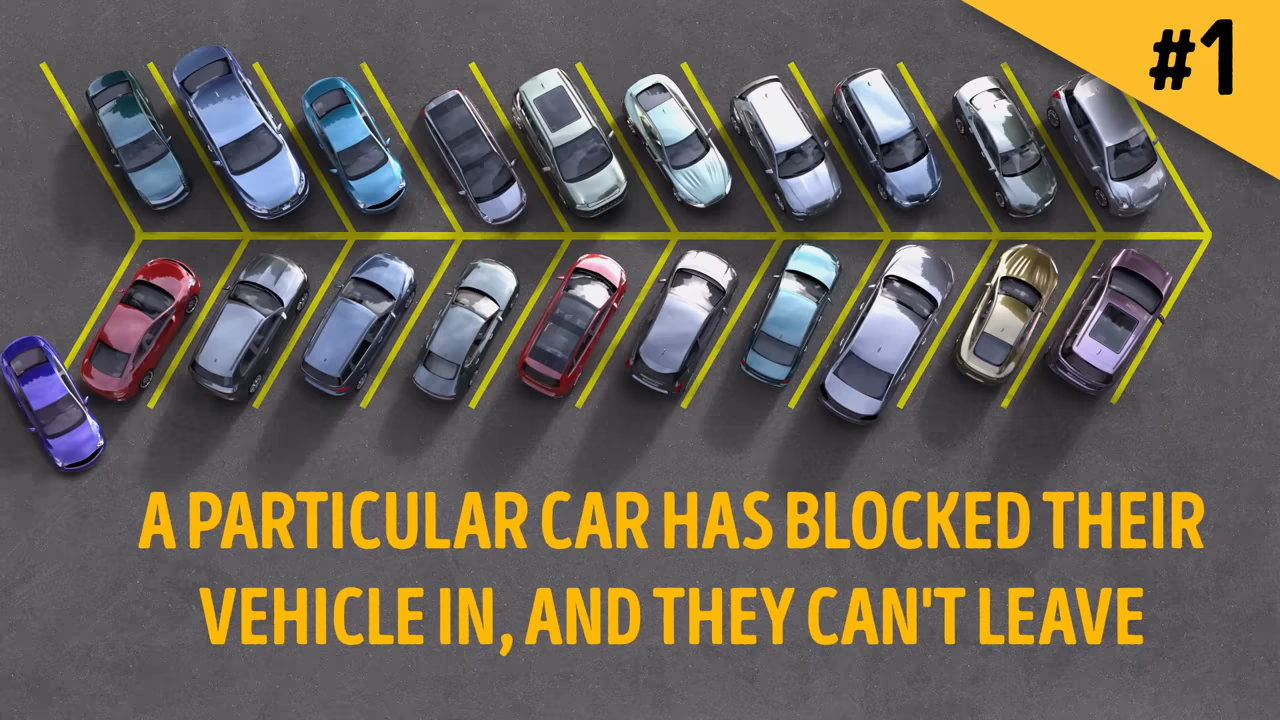 #1
A PARTICULAR CAR HAS BLOCKED THEIR
VEHICLE IN, AND THEY CAN'T LEAVE